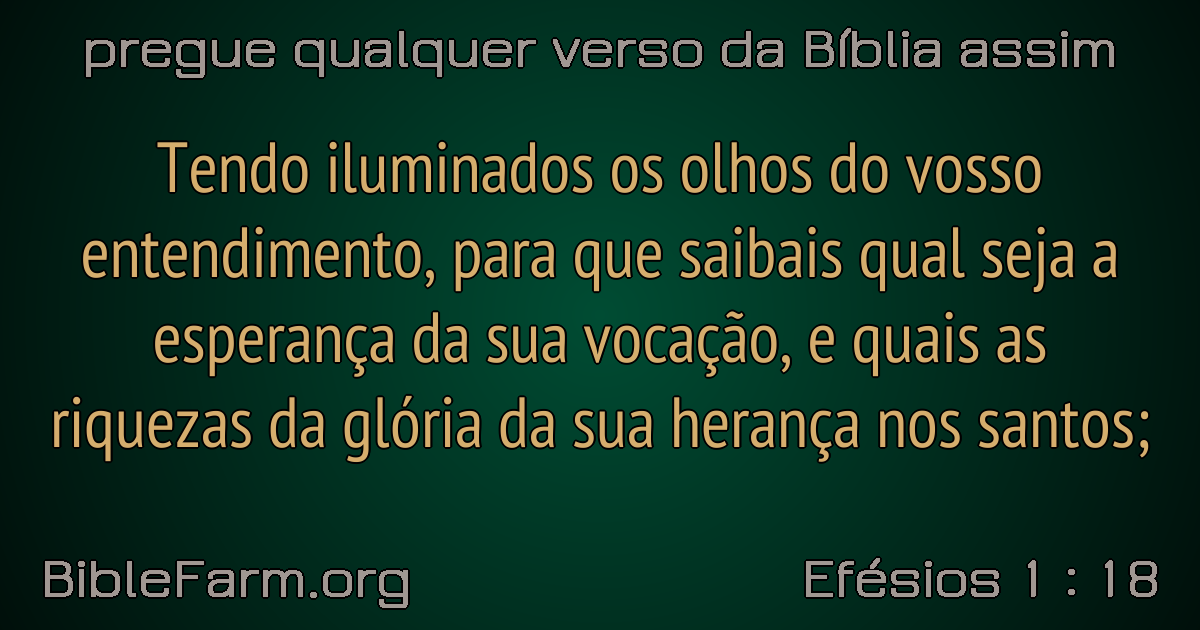 pregue qualquer verso da Bíblia assim
Tendo iluminados os olhos do vosso
entendimento, para que saibais qual seja a
esperança da sua vocação, e quais as
riquezas da glória da sua herança nos santos;
BibleFarm.org
Efésios 1 : 18